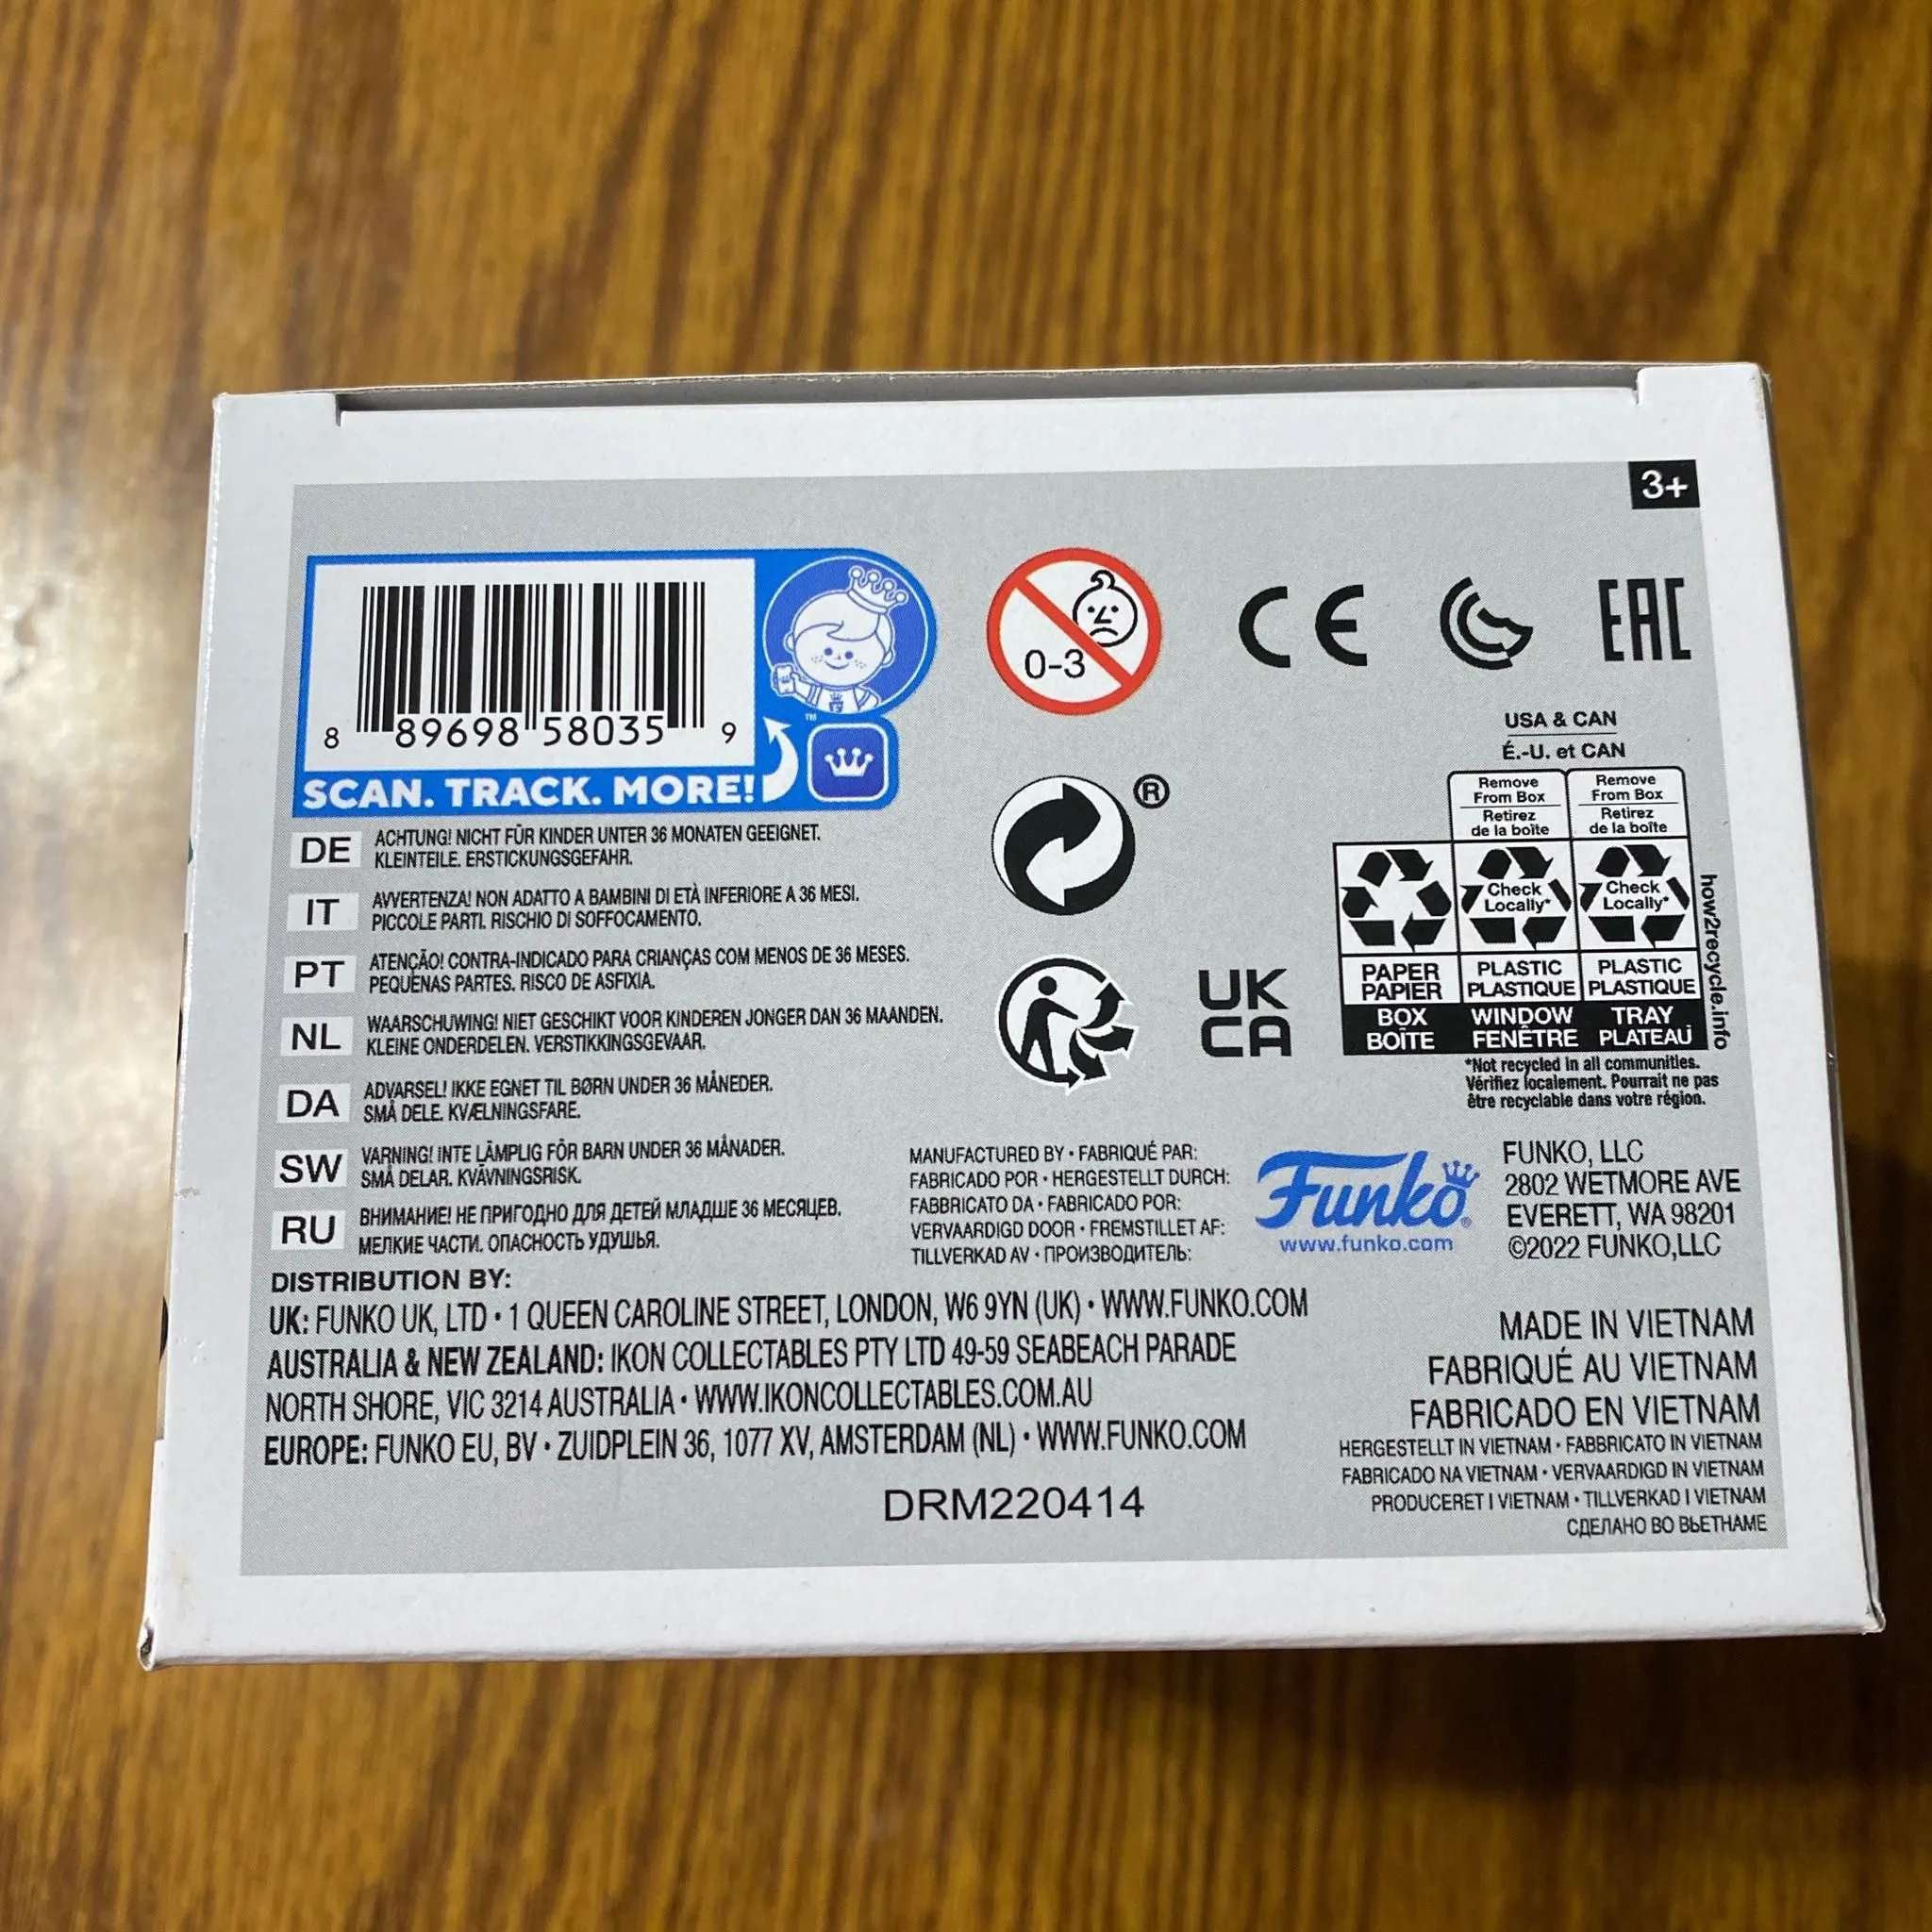 3+
8 89698 58035 9
™
SCAN. TRACK. MORE!
0-3
CE
EAC
®
UK
CA
USA & CAN
É.-U. et CAN
Remove
From Box
Retirez
de la boîte
Remove
From Box
Retirez
de la boîte
Check
Locally*
Check
Locally*
PAPER
PAPIER
PLASTIC
PLASTIQUE
PLASTIC
PLASTIQUE
BOX
BOÎTE
WINDOW
FENÊTRE
TRAY
PLATEAU
how2recycle.info
*Not recycled in all communities.
Vérifiez localement. Pourrait ne pas
être recyclable dans votre région.
DE ACHTUNG! NICHT FÜR KINDER UNTER 36 MONATEN GEEIGNET.
KLEINTEILE. ERSTICKUNGSGEFAHR.
IT AVVERTENZA! NON ADATTO A BAMBINI DI ETÀ INFERIORE A 36 MESI.
PICCOLE PARTI. RISCHIO DI SOFFOCAMENTO.
PT ATENÇÃO! CONTRA-INDICADO PARA CRIANÇAS COM MENOS DE 36 MESES.
PEQUENAS PARTES. RISCO DE ASFIXIA.
NL WAARSCHUWING! NIET GESCHIKT VOOR KINDEREN JONGER DAN 36 MAANDEN.
KLEINE ONDERDELEN. VERSTIKKINGSGEVAAR.
DA ADVARSEL! IKKE EGNET TIL BØRN UNDER 36 MÅNEDER.
SMÅ DELE. KVÆLNINGSFARE.
SW VARNING! INTE LÄMPLIG FÖR BARN UNDER 36 MÅNADER.
SMÅ DELAR. KVÄVNINGSRISK.
RU ВНИМАНИЕ! НЕ ПРИГОДНО ДЛЯ ДЕТЕЙ МЛАДШЕ 36 МЕСЯЦЕВ.
МЕЛКИЕ ЧАСТИ. ОПАСНОСТЬ УДУШЬЯ.
MANUFACTURED BY • FABRIQUÉ PAR:
FABRICADO POR • HERGESTELLT DURCH:
FABBRICATO DA • FABRICADO POR:
VERVAARDIGD DOOR • FREMSTILLET AF:
TILLVERKAD AV • ПРОИЗВОДИТЕЛЬ:
Funko®
www.funko.com
FUNKO, LLC
2802 WETMORE AVE
EVERETT, WA 98201
©2022 FUNKO,LLC
DISTRIBUTION BY:
UK: FUNKO UK, LTD • 1 QUEEN CAROLINE STREET, LONDON, W6 9YN (UK) • WWW.FUNKO.COM
AUSTRALIA & NEW ZEALAND: IKON COLLECTABLES PTY LTD 49-59 SEABEACH PARADE
NORTH SHORE, VIC 3214 AUSTRALIA • WWW.IKONCOLLECTABLES.COM.AU
EUROPE: FUNKO EU, BV • ZUIDPLEIN 36, 1077 XV, AMSTERDAM (NL) • WWW.FUNKO.COM
DRM220414
MADE IN VIETNAM
FABRIQUÉ AU VIETNAM
FABRICADO EN VIETNAM
HERGESTELLT IN VIETNAM • FABBRICATO IN VIETNAM
FABRICADO NA VIETNAM • VERVAARDIGD IN VIETNAM
PRODUCERET I VIETNAM • TILLVERKAD I VIETNAM
СДЕЛАНО ВО ВЬЕТНАМЕ